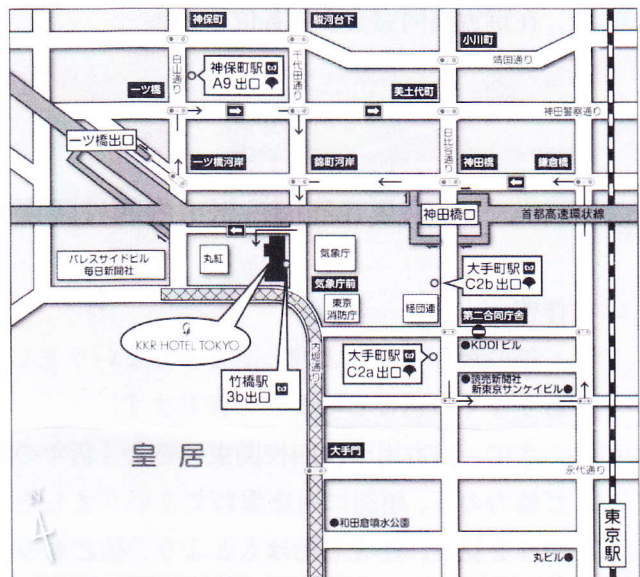 神保町
駿河台下
小川町
靖国通り
白山通り
神保町駅
A9 出口
千代田通り
一ツ橋
美土代町
神田警察通り
一ツ橋出口
日比谷通り
一ツ橋河岸
錦町河岸
神田橋
鎌倉橋
神田橋口
首都高速環状線
パレスサイドビル
毎日新聞社
丸紅
気象庁
大手町駅
C2b 出口
気象庁前
東京
消防庁
経団連
第二合同庁舎
KKR HOTEL TOKYO
内堀通り
●KDDI ビル
大手町駅
C2a 出口
●読売新聞社
新東京サンケイビル●
竹橋駅
3b 出口
皇居
大手門
永代通り
●和田倉噴水公園
東京駅
丸ビル●